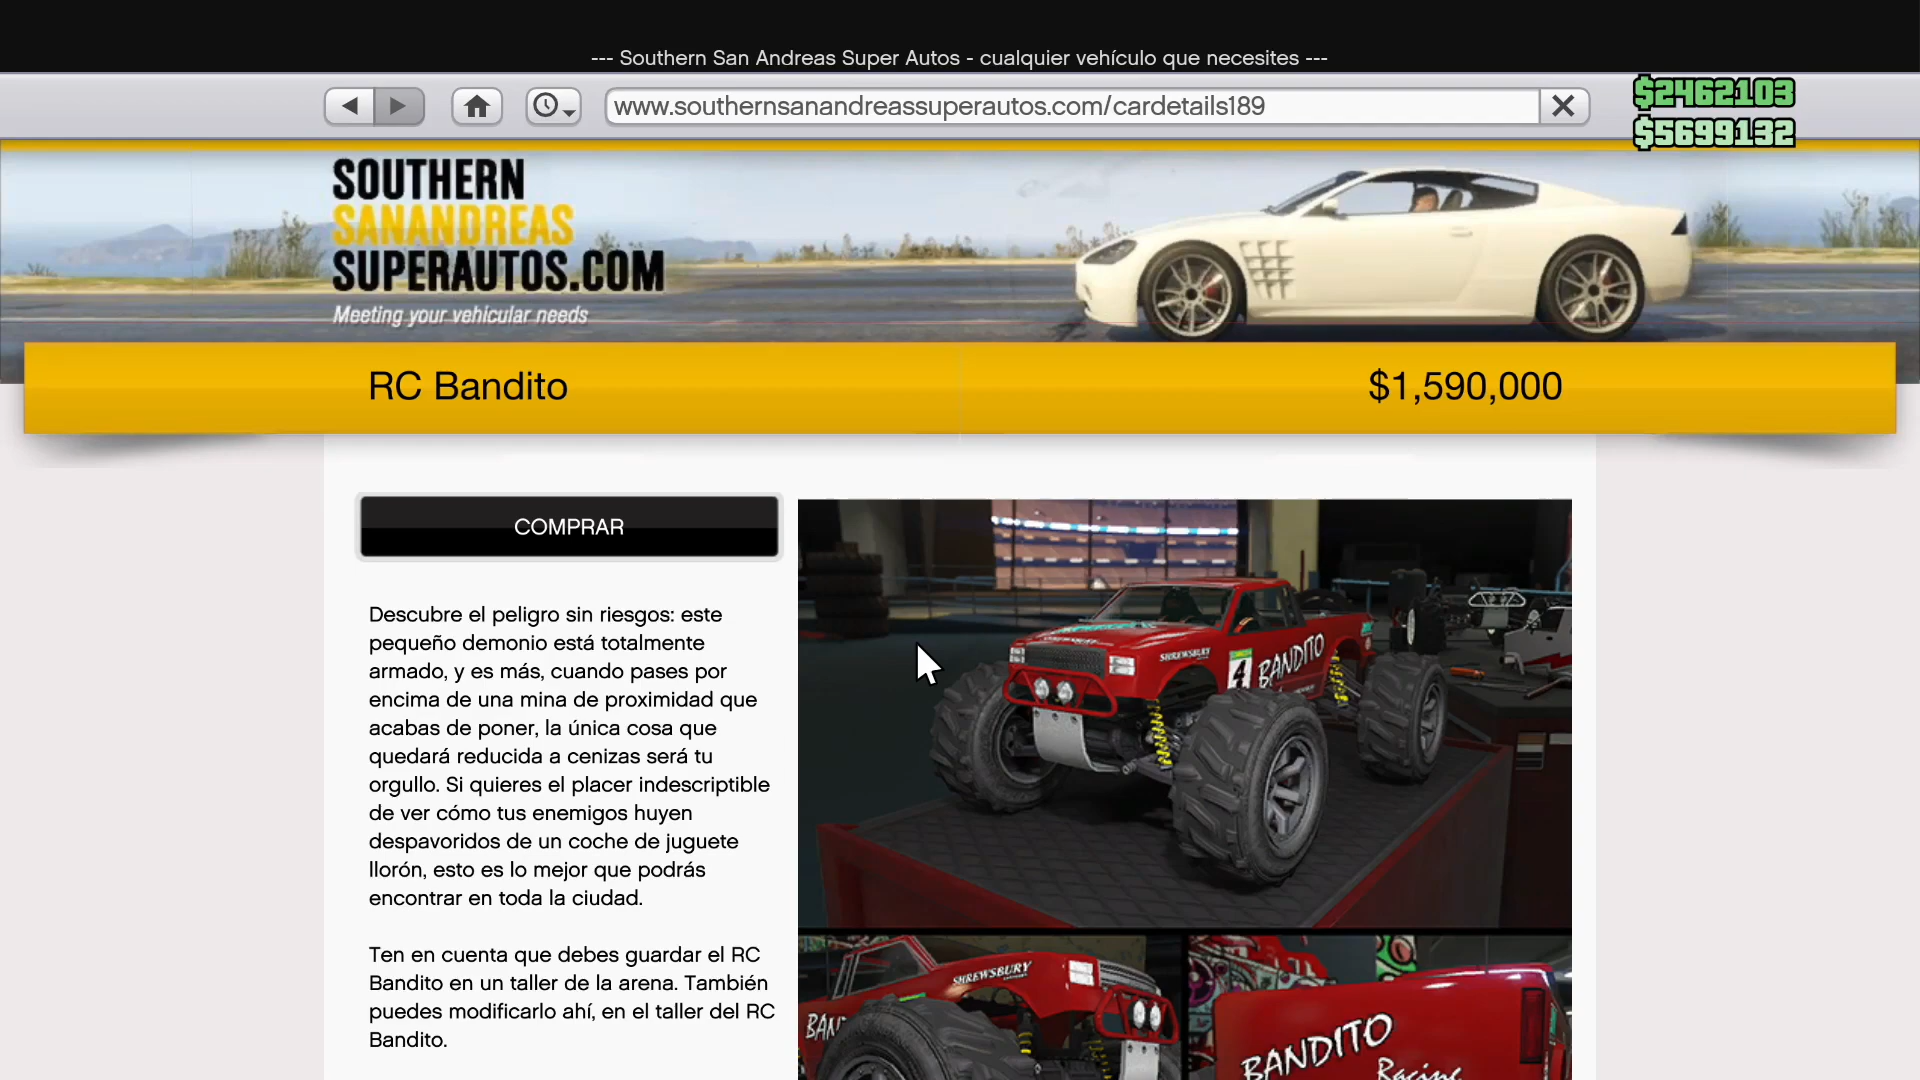 --- Southern San Andreas Super Autos - cualquier vehículo que necesites ---
www.southernsanandreassuperautos.com/cardetails189
$2462103
$5699132
SOUTHERN
SANANDREAS
SUPERAUTOS.COM
Meeting your vehicular needs
RC Bandito
$1,590,000
COMPRAR
Descubre el peligro sin riesgos: este
pequeño demonio está totalmente
armado, y es más, cuando pases por
encima de una mina de proximidad que
acabas de poner, la única cosa que
quedará reducida a cenizas será tu
orgullo. Si quieres el placer indescriptible
de ver cómo tus enemigos huyen
despavoridos de un coche de juguete
llorón, esto es lo mejor que podrás
encontrar en toda la ciudad.
Ten en cuenta que debes guardar el RC
Bandito en un taller de la arena. También
puedes modificarlo ahí, en el taller del RC
Bandito.
SHREWSBURY
4
BANDITO
SHREWSBURY
BANDITO
Racing